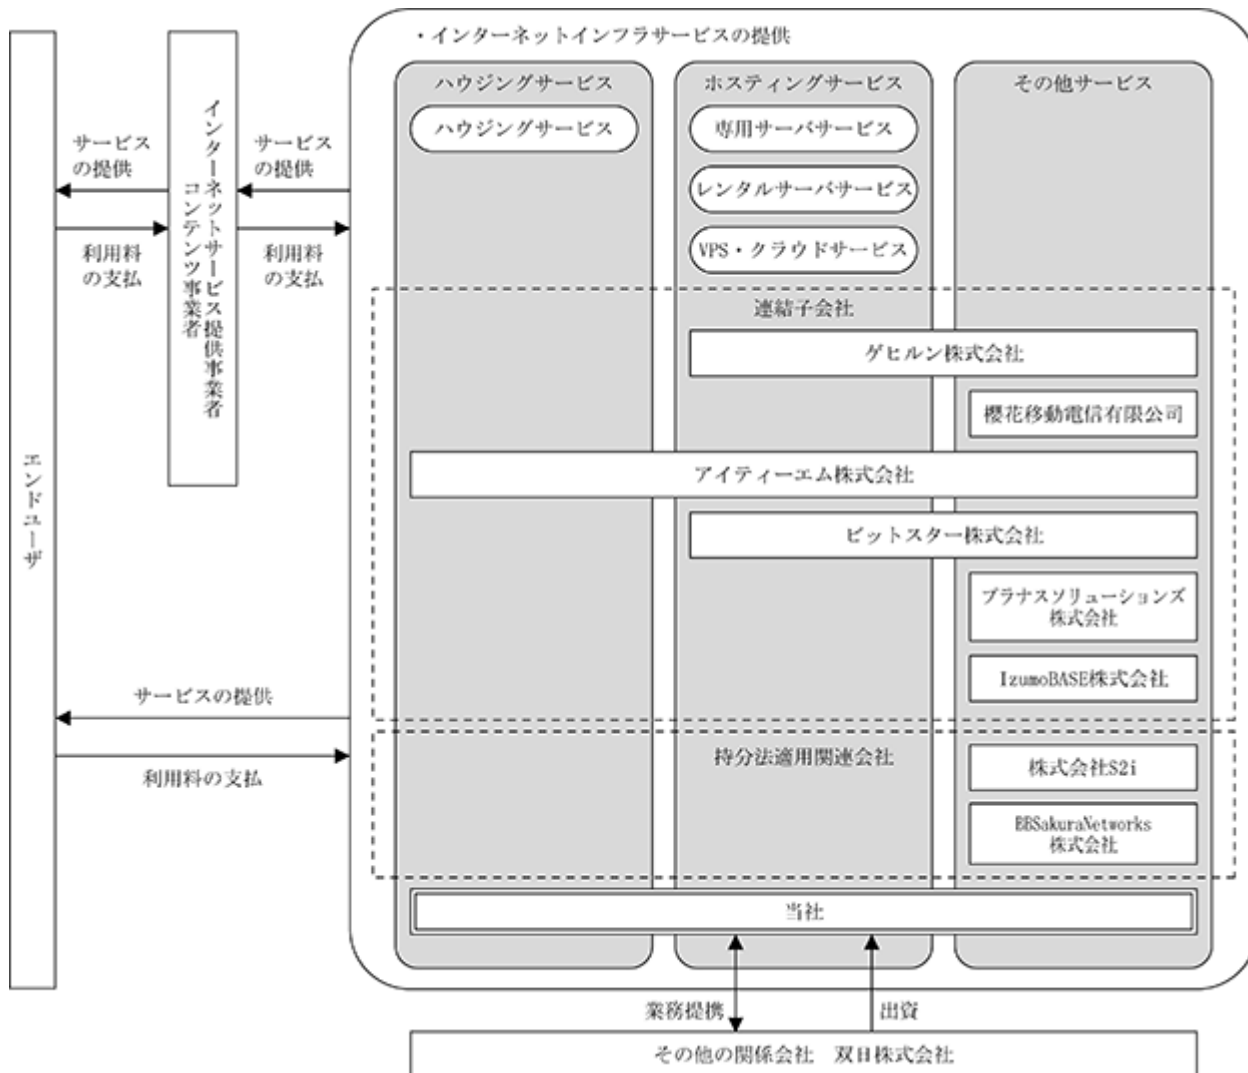 ・インターネットインフラサービスの提供
ハウジングサービス
ハウジングサービス
ホスティングサービス
専用サーバサービス
レンタルサーバサービス
VPS・クラウドサービス
その他サービス
インターネットサービス提供事業者
コンテンツ事業者
サービス
の提供
サービス
の提供
利用料
の支払
利用料
の支払
エンドユーザ
連結子会社
ゲヒルン株式会社
櫻花移動電信有限公司
アイティーエム株式会社
ビットスター株式会社
プラナスソリューションズ
株式会社
IzumoBASE株式会社
サービスの提供
利用料の支払
持分法適用関連会社
株式会社S2i
BBSakuraNetworks
株式会社
当社
業務提携
出資
その他の関係会社　双日株式会社